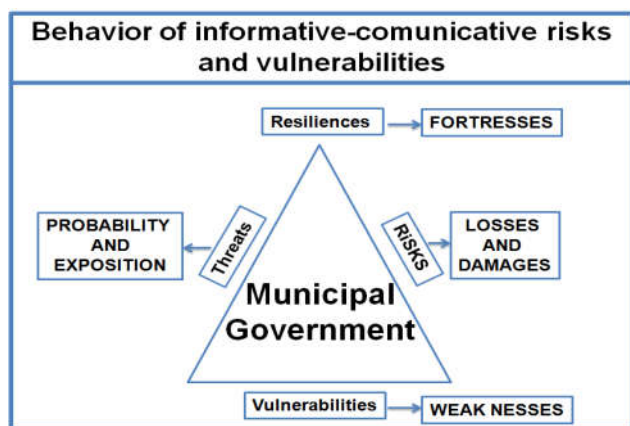 Behavior of informative-comunicative risks
and vulnerabilities
Resiliences
FORTRESSES
PROBABILITY
AND
EXPOSITION
Threats
RiSKS
LOSSES
AND
DAMAGES
Municipal
Government
Vulnerabilities
WEAK NESSES